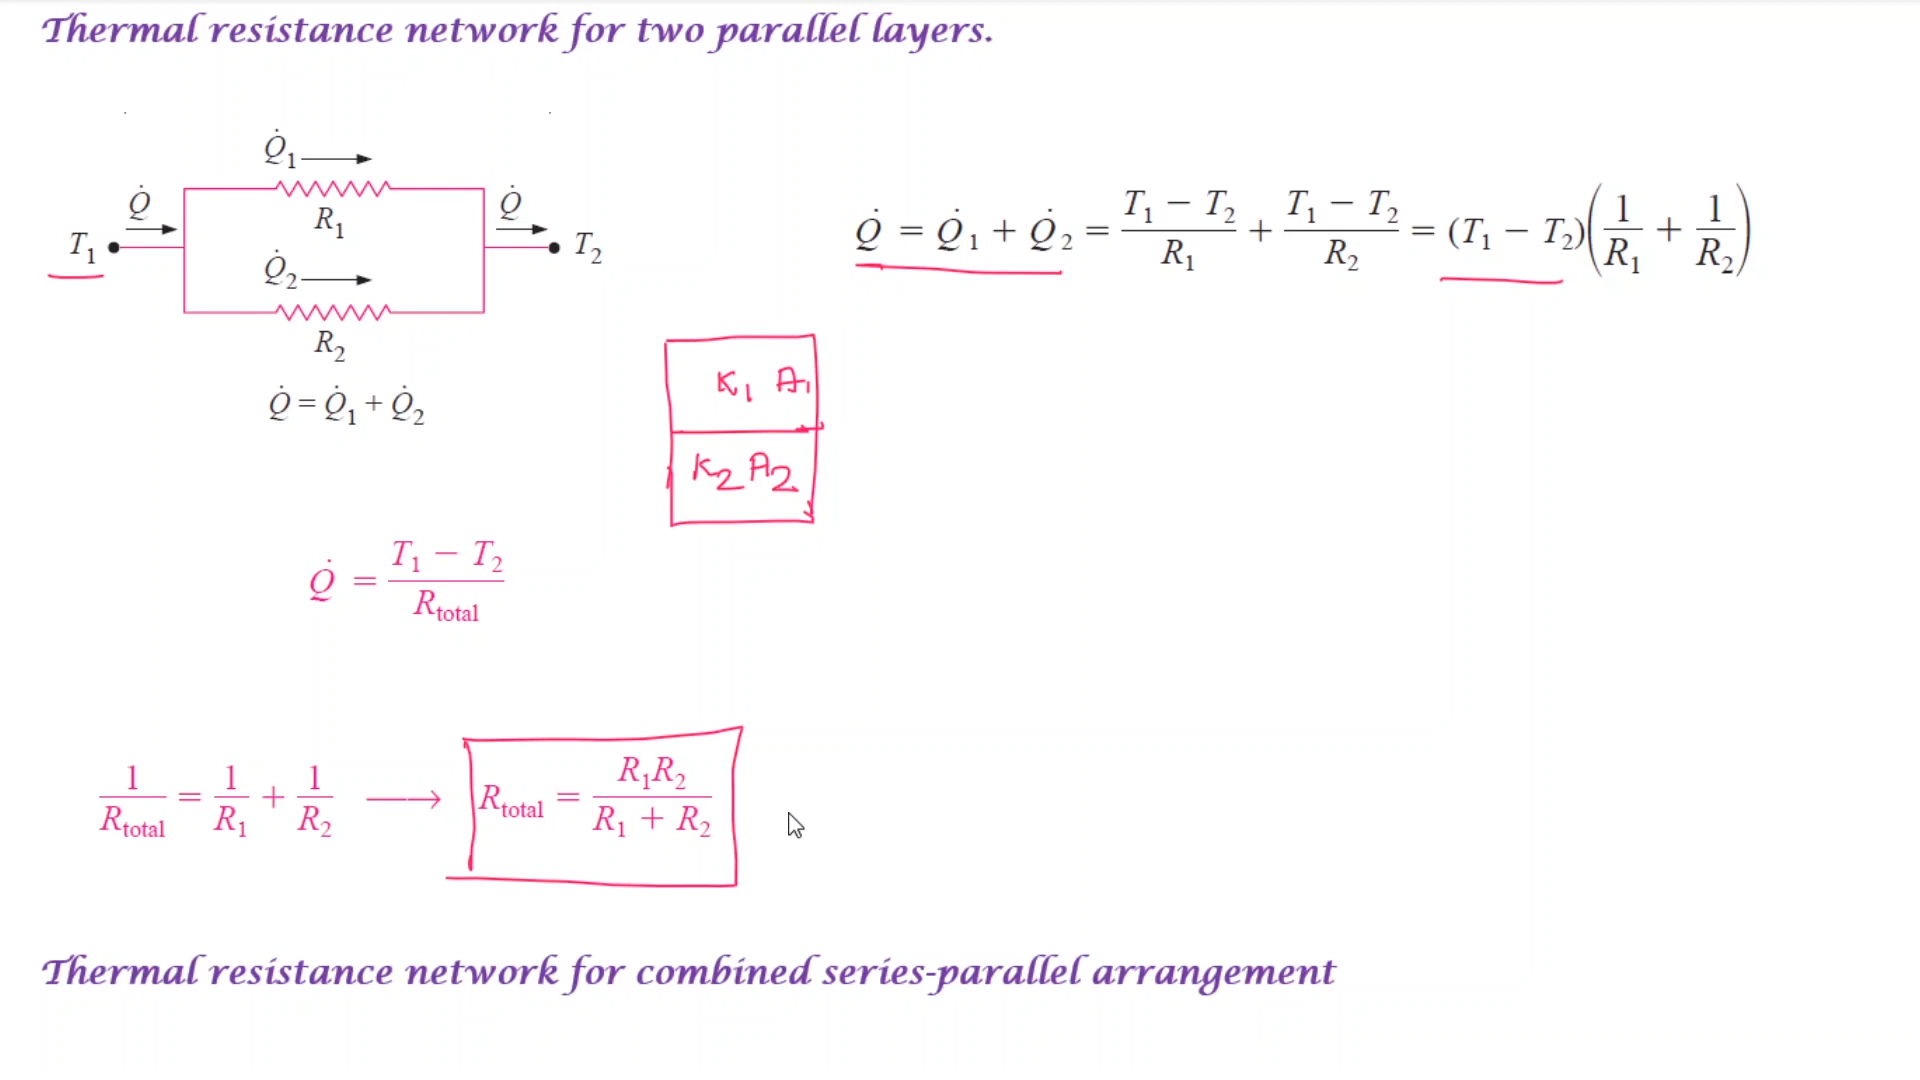 Thermal resistance network for two parallel layers.
Q̇₁
Q̇
R₁
Q̇
T₁
T₂
Q̇₂
R₂
Q̇ = Q̇₁ + Q̇₂
Q̇ = Q̇₁ + Q̇₂ = (T₁ − T₂)/R₁ + (T₁ − T₂)/R₂ = (T₁ − T₂)(1/R₁ + 1/R₂)
K₁ A₁
K₂ A₂
Q̇ = (T₁ − T₂)/R_total
1/R_total = 1/R₁ + 1/R₂ ⟶ R_total = R₁R₂/(R₁ + R₂)
Thermal resistance network for combined series-parallel arrangement